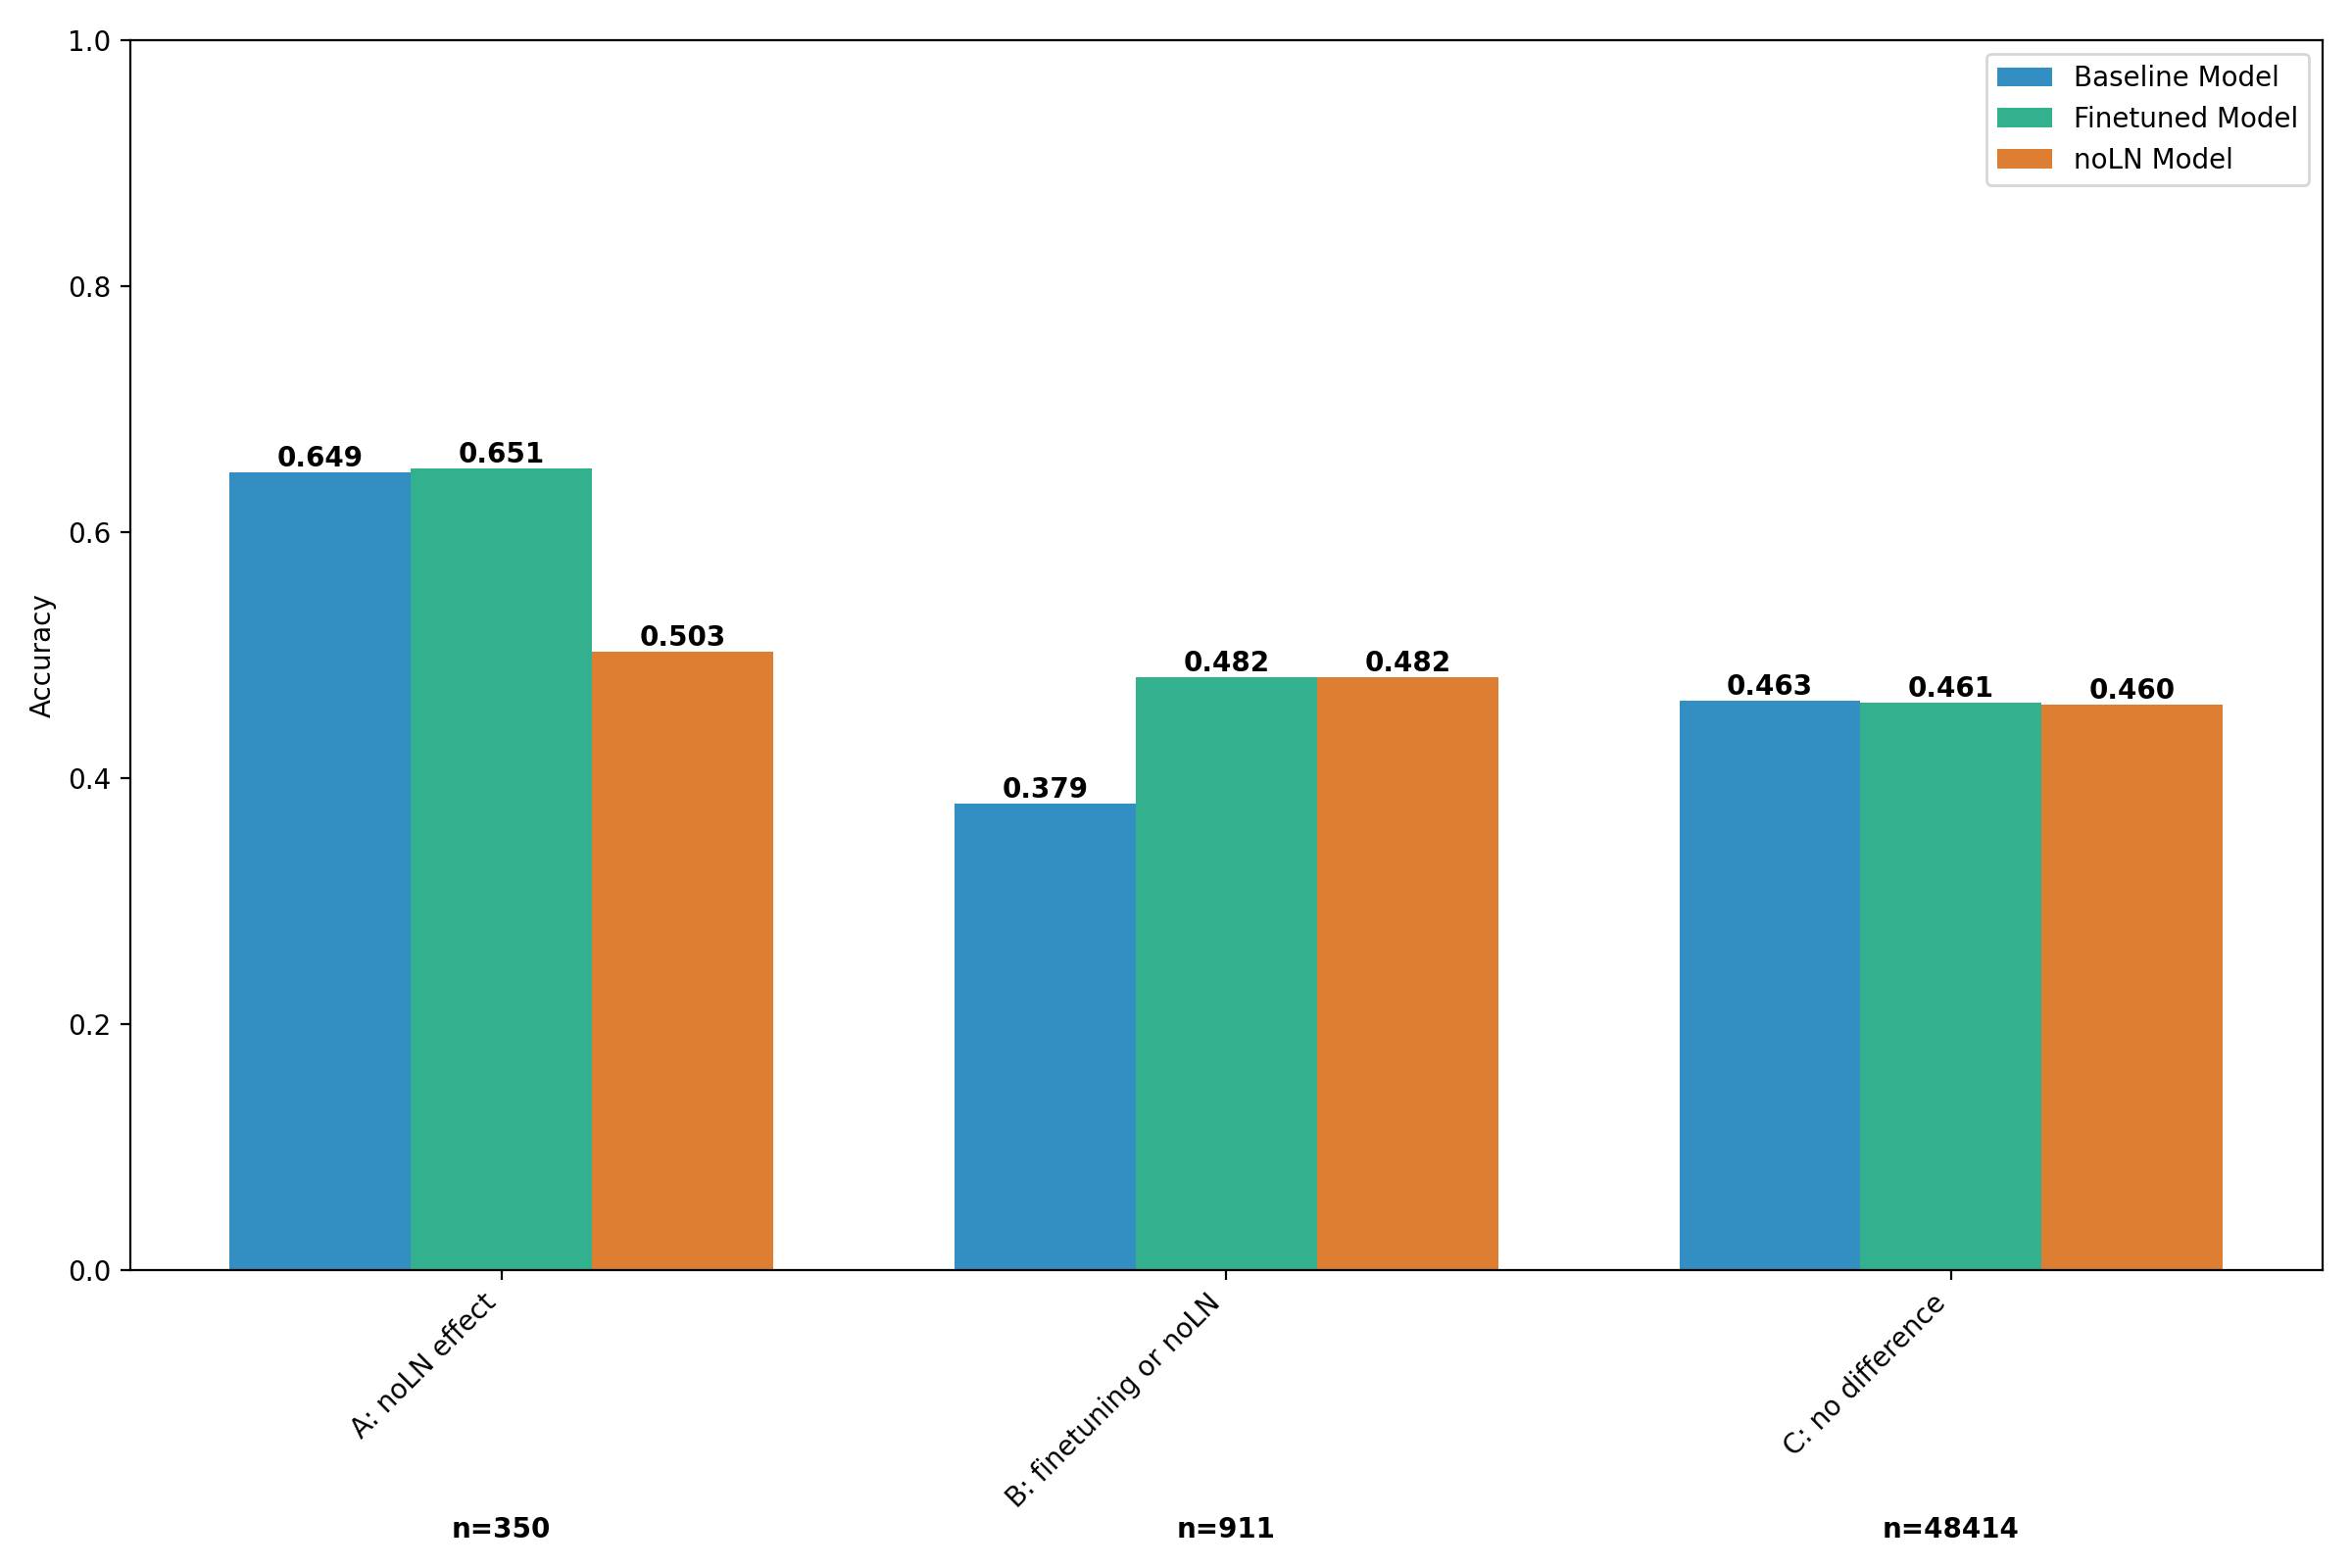 1.0
0.8
0.6
0.4
0.2
0.0
Accuracy
Baseline Model
Finetuned Model
noLN Model
0.649
0.651
0.503
0.379
0.482
0.482
0.463
0.461
0.460
A: noLN effect
B: finetuning or noLN
C: no difference
n=350
n=911
n=48414